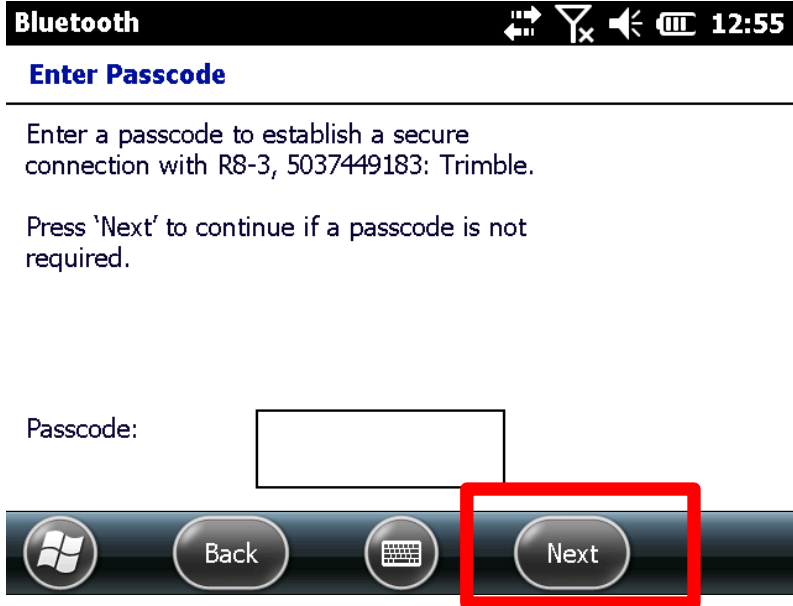 Bluetooth 12:55
Enter Passcode
Enter a passcode to establish a secure
connection with R8-3, 5037449183: Trimble.
Press `Next' to continue if a passcode is not
required.
Passcode:
Back Next